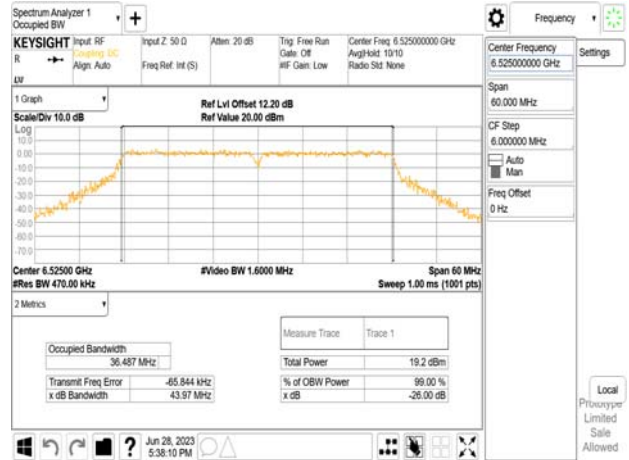 Spectrum Analyzer 1
Occupied BW
Frequency
KEYSIGHT
Input: RF
Coupling: DC
Align: Auto
Input Z: 50 Ω
Freq Ref: Int (S)
Atten: 20 dB
Trig: Free Run
Gate: Off
#IF Gain: Low
Center Freq: 6.525000000 GHz
Avg|Hold: 10/10
Radio Std: None
R
LXI
Center Frequency
6.525000000 GHz
Settings
Span
60.000 MHz
CF Step
6.000000 MHz
Auto
Man
Freq Offset
0 Hz
1 Graph
Scale/Div 10.0 dB
Ref Lvl Offset 12.20 dB
Ref Value 20.00 dBm
Log
10.0
0.00
-10.0
-20.0
-30.0
-40.0
-50.0
-60.0
-70.0
Center 6.52500 GHz
#Res BW 470.00 kHz
#Video BW 1.6000 MHz
Span 60 MHz
Sweep 1.00 ms (1001 pts)
2 Metrics
Measure Trace
Trace 1
Occupied Bandwidth
36.487 MHz
Total Power
19.2 dBm
Transmit Freq Error
-65.844 kHz
% of OBW Power
99.00 %
x dB Bandwidth
43.97 MHz
x dB
-26.00 dB
Local
Prototype
Limited
Sale
Allowed
Jun 28, 2023
5:38:10 PM